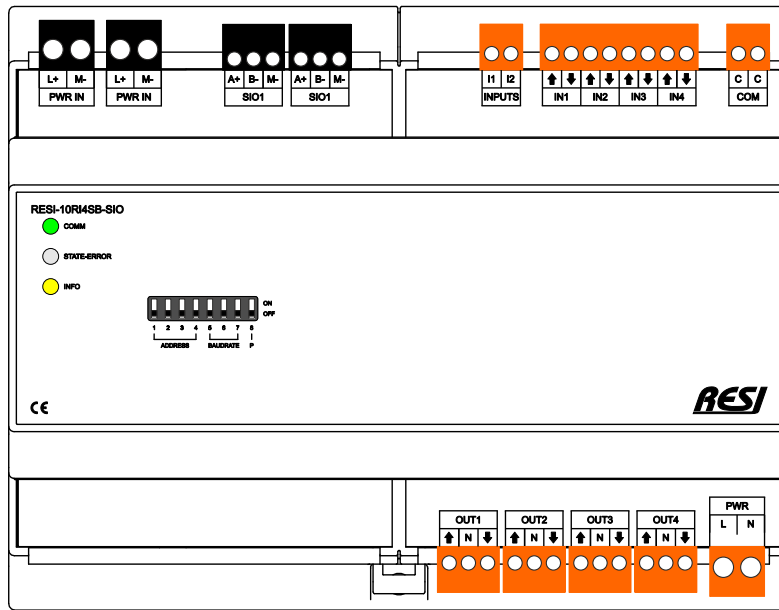 L+ M- L+ M- A+ B- M- A+ B- M- I1 I2 C C
PWR IN PWR IN SIO1 SIO1 INPUTS IN1 IN2 IN3 IN4 COM
RESI-10RI4SB-SIO
COMM
STATE-ERROR
INFO
ON
OFF
1 2 3 4 5 6 7 8
ADDRESS BAUDRATE P
CE
RESI
PWR
OUT1 OUT2 OUT3 OUT4 L N
N N N N